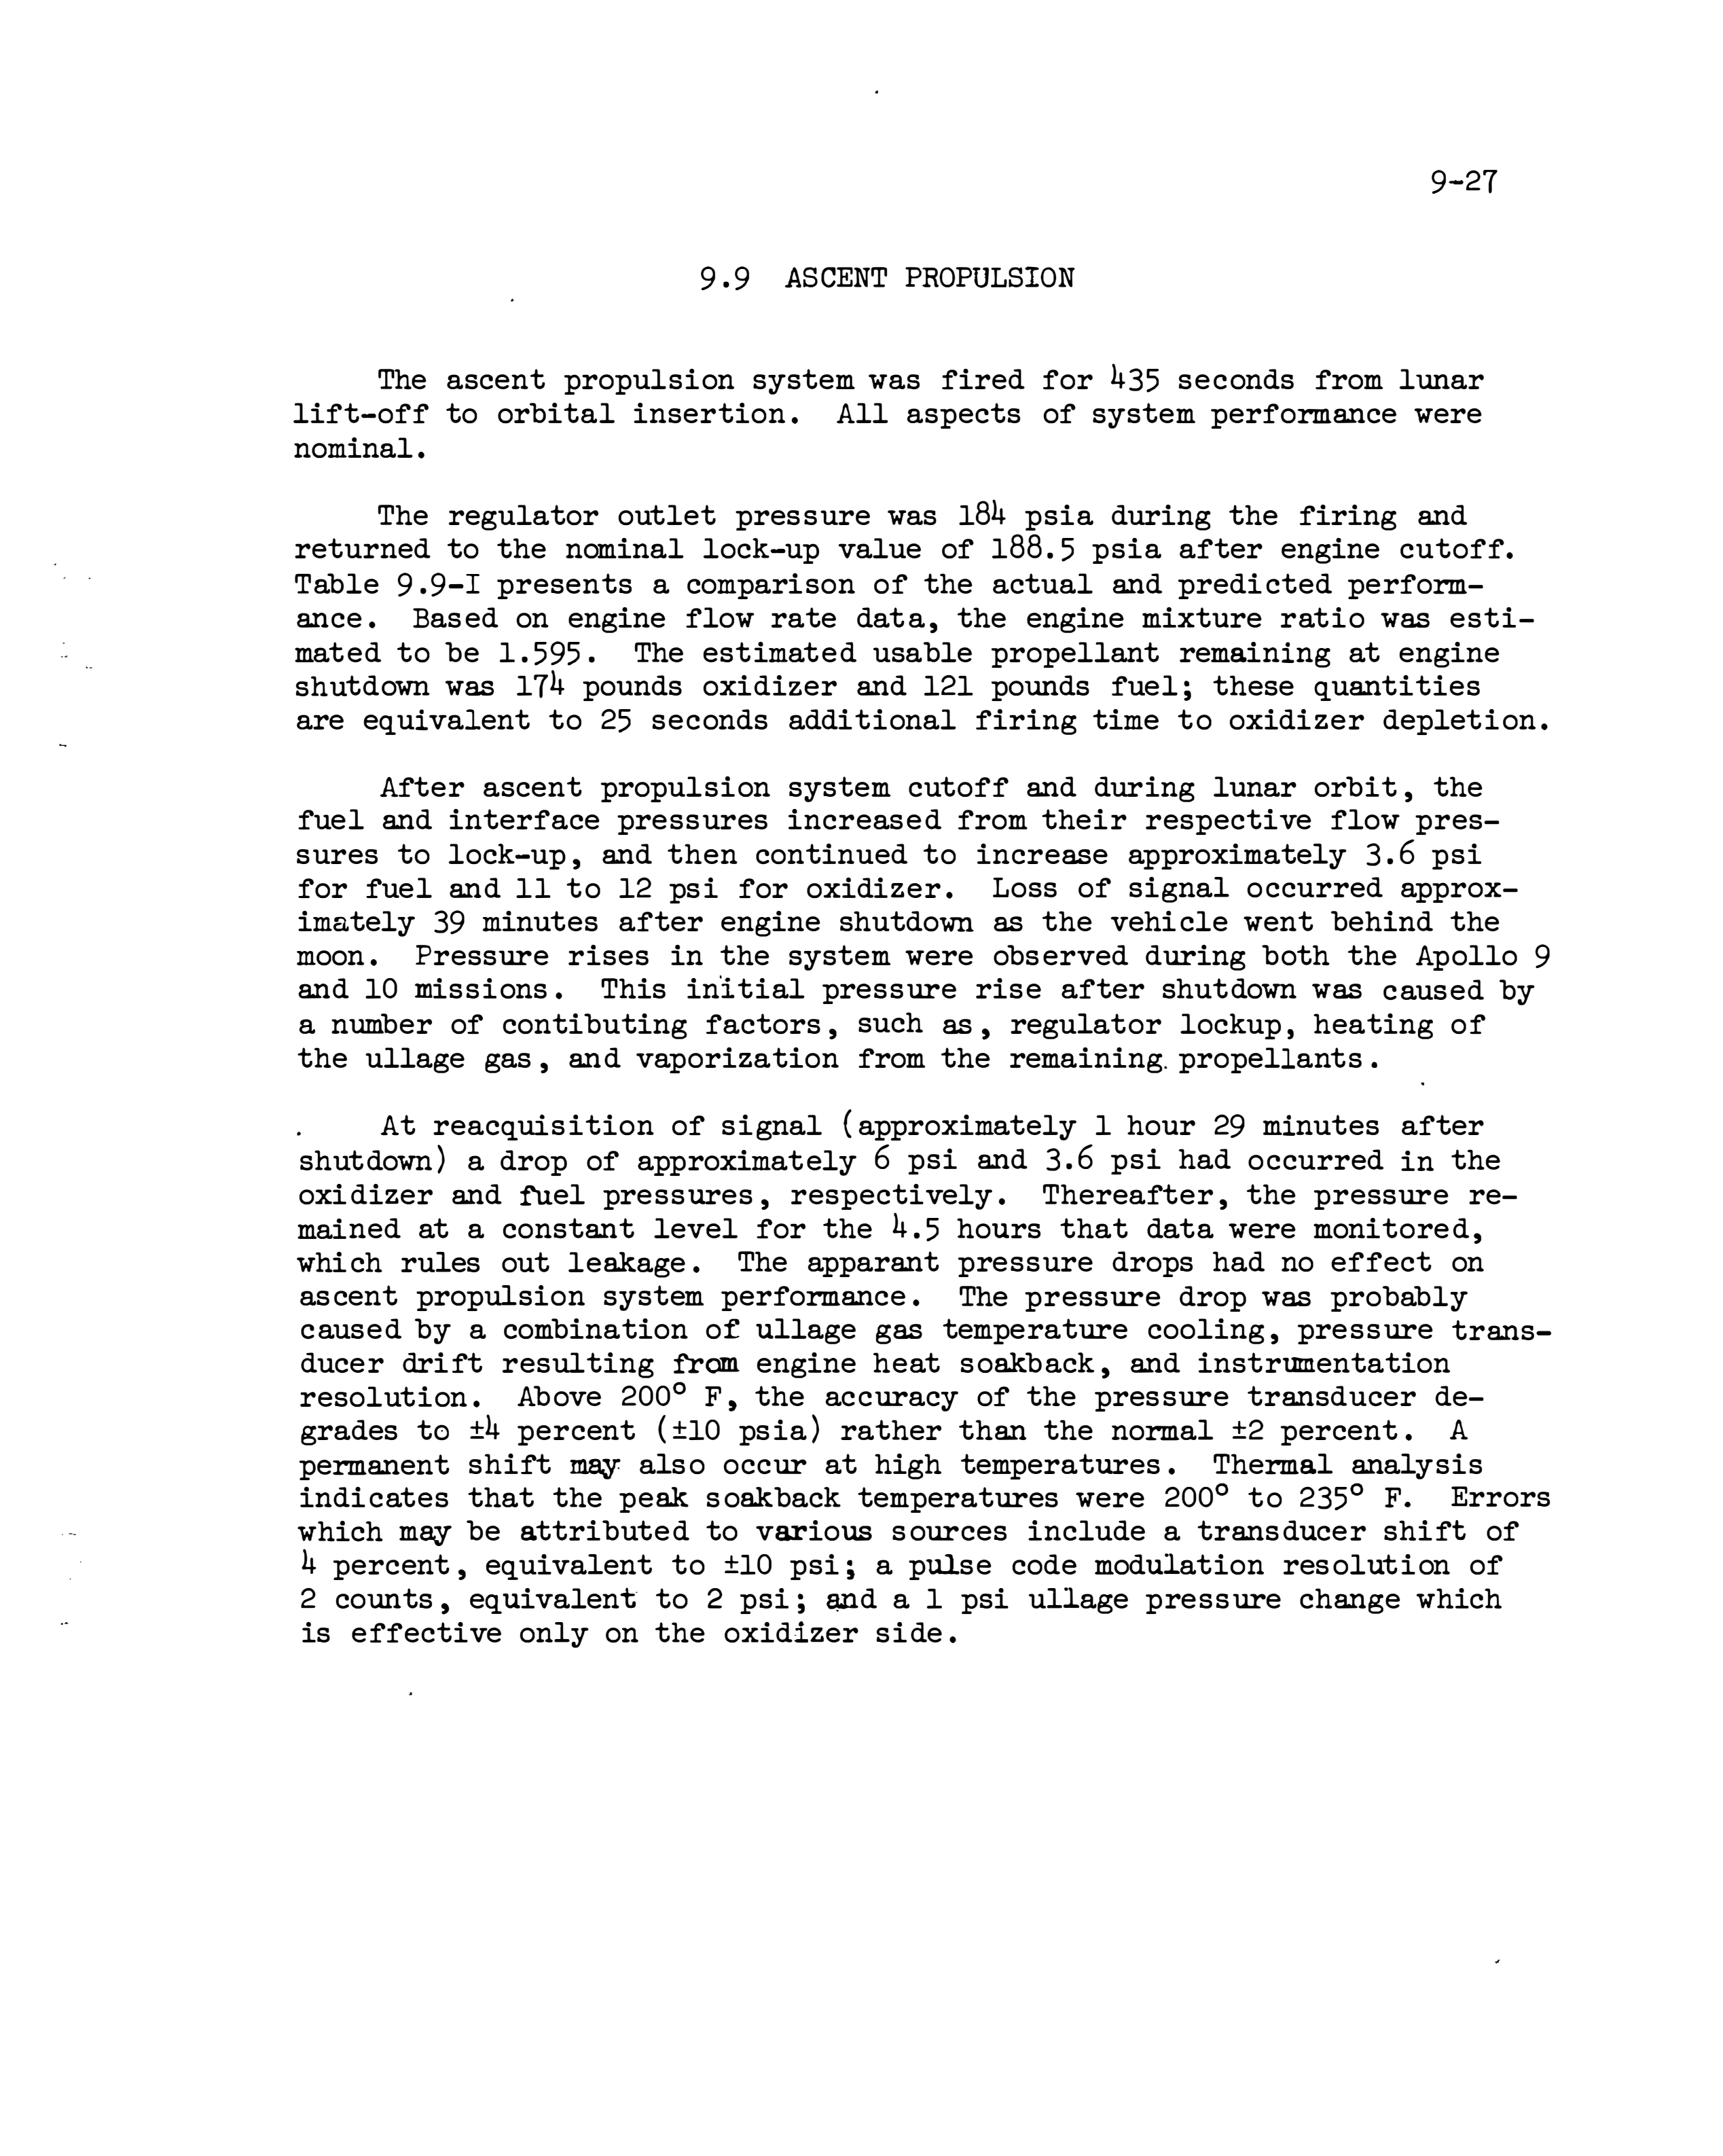 9-27
9.9 ASCENT PROPULSION
The ascent propulsion system was fired for 435 seconds from lunar
lift-off to orbital insertion. All aspects of system performance were
nominal.
The regulator outlet pressure was 184 psia during the firing and
returned to the nominal lock-up value of 188.5 psia after engine cutoff.
Table 9.9-I presents a comparison of the actual and predicted perform-
ance. Based on engine flow rate data, the engine mixture ratio was esti-
mated to be 1.595. The estimated usable propellant remaining at engine
shutdown was 174 pounds oxidizer and 121 pounds fuel; these quantities
are equivalent to 25 seconds additional firing time to oxidizer depletion.
After ascent propulsion system cutoff and during lunar orbit, the
fuel and interface pressures increased from their respective flow pres-
sures to lock-up, and then continued to increase approximately 3.6 psi
for fuel and 11 to 12 psi for oxidizer. Loss of signal occurred approx-
imately 39 minutes after engine shutdown as the vehicle went behind the
moon. Pressure rises in the system were observed during both the Apollo 9
and 10 missions. This initial pressure rise after shutdown was caused by
a number of contibuting factors, such as, regulator lockup, heating of
the ullage gas, and vaporization from the remaining propellants.
At reacquisition of signal (approximately 1 hour 29 minutes after
shutdown) a drop of approximately 6 psi and 3.6 psi had occurred in the
oxidizer and fuel pressures, respectively. Thereafter, the pressure re-
mained at a constant level for the 4.5 hours that data were monitored,
which rules out leakage. The apparant pressure drops had no effect on
ascent propulsion system performance. The pressure drop was probably
caused by a combination of ullage gas temperature cooling, pressure trans-
ducer drift resulting from engine heat soakback, and instrumentation
resolution. Above 200° F, the accuracy of the pressure transducer de-
grades to ±4 percent (±10 psia) rather than the normal ±2 percent. A
permanent shift may also occur at high temperatures. Thermal analysis
indicates that the peak soakback temperatures were 200° to 235° F. Errors
which may be attributed to various sources include a transducer shift of
4 percent, equivalent to ±10 psi; a pulse code modulation resolution of
2 counts, equivalent to 2 psi; and a 1 psi ullage pressure change which
is effective only on the oxidizer side.